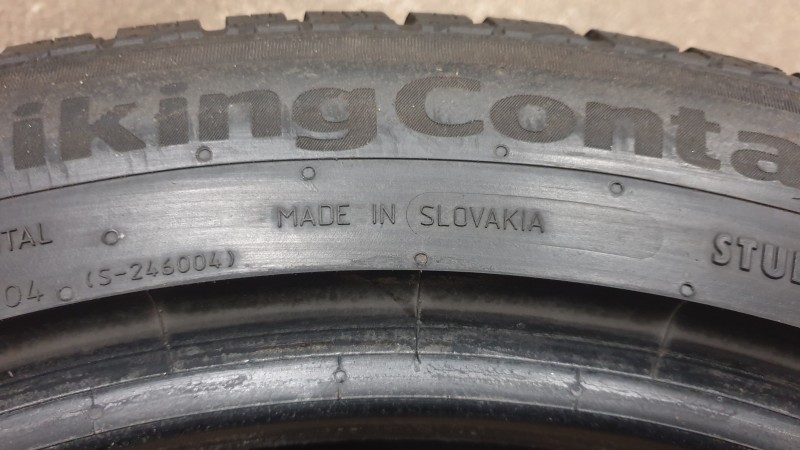 ikingConta
MADE IN SLOVAKIA
TAL
04 (S-246004)
STU